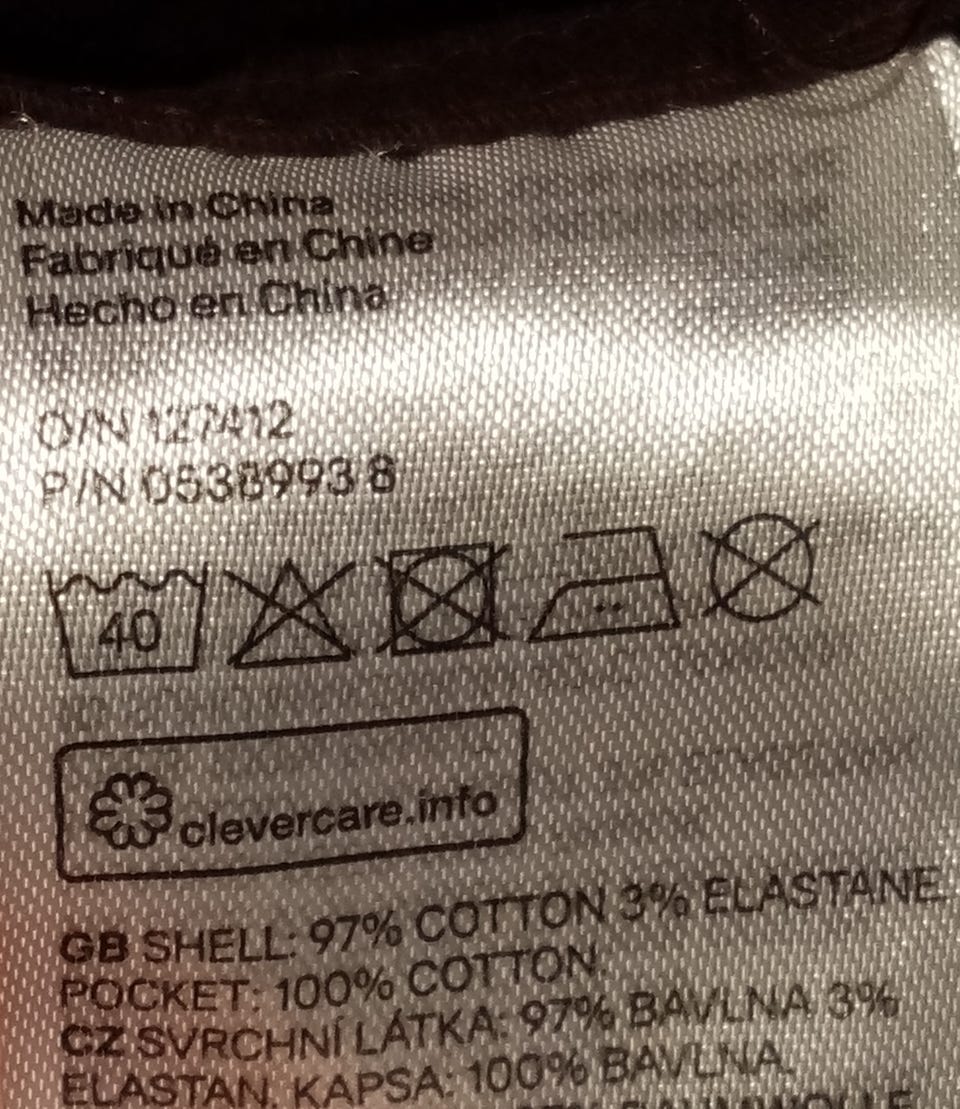 Made in China
Fabriqué en Chine
Hecho en China
O/N 127412
P/N 0538993 8
40
clevercare.info
GB SHELL: 97% COTTON 3% ELASTANE
POCKET: 100% COTTON.
CZ SVRCHNÍ LÁTKA: 97% BAVLNA 3%
ELASTAN. KAPSA: 100% BAVLNA.